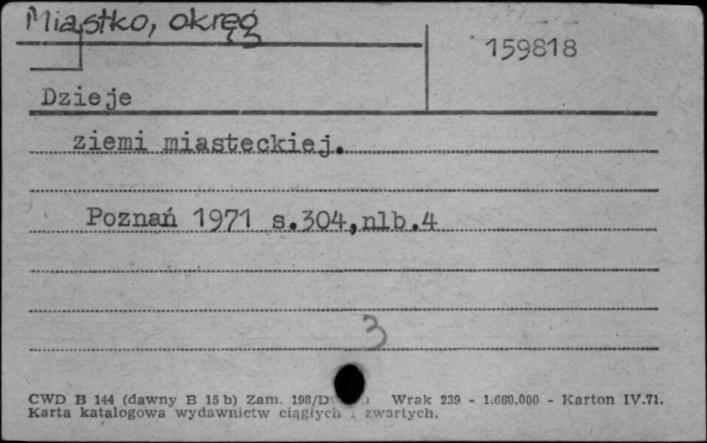 Miastko, okręg
159818
Dzieje
ziemi miasteckiej.
Poznań 1971 s.304,nlb.4
3
CWD B 144 (dawny B 15 b) Zam. 198/D Wrak 239 - 1.660.000 - Karton IV.71.
Karta katalogowa wydawnictw ciągłych i zwartych.